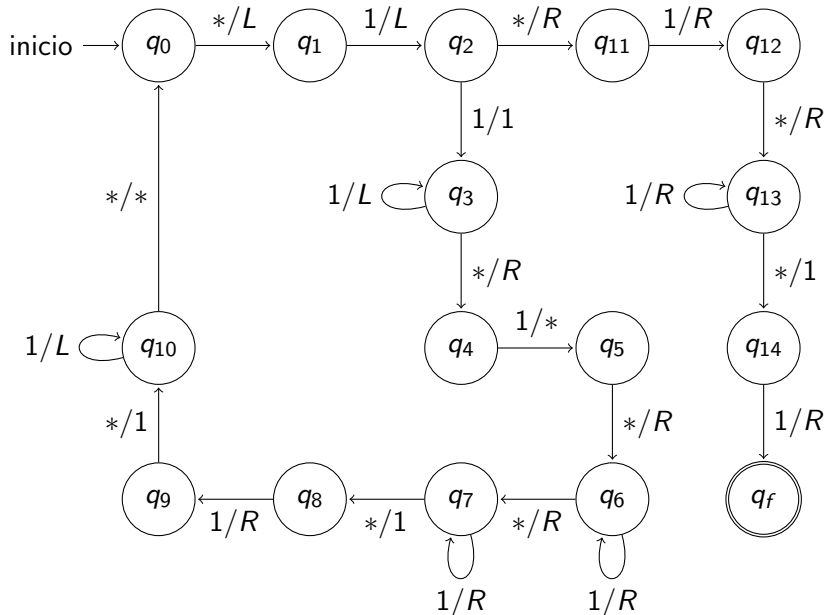 inicio q0 */L q1 1/L q2 */R q11 1/R q12
1/1 */R
*/* 1/L q3 1/R q13
*/R */1
1/L q10 q4 1/* q5 q14
*/1 */R 1/R
q9 1/R q8 */1 q7 */R q6 qf
1/R 1/R